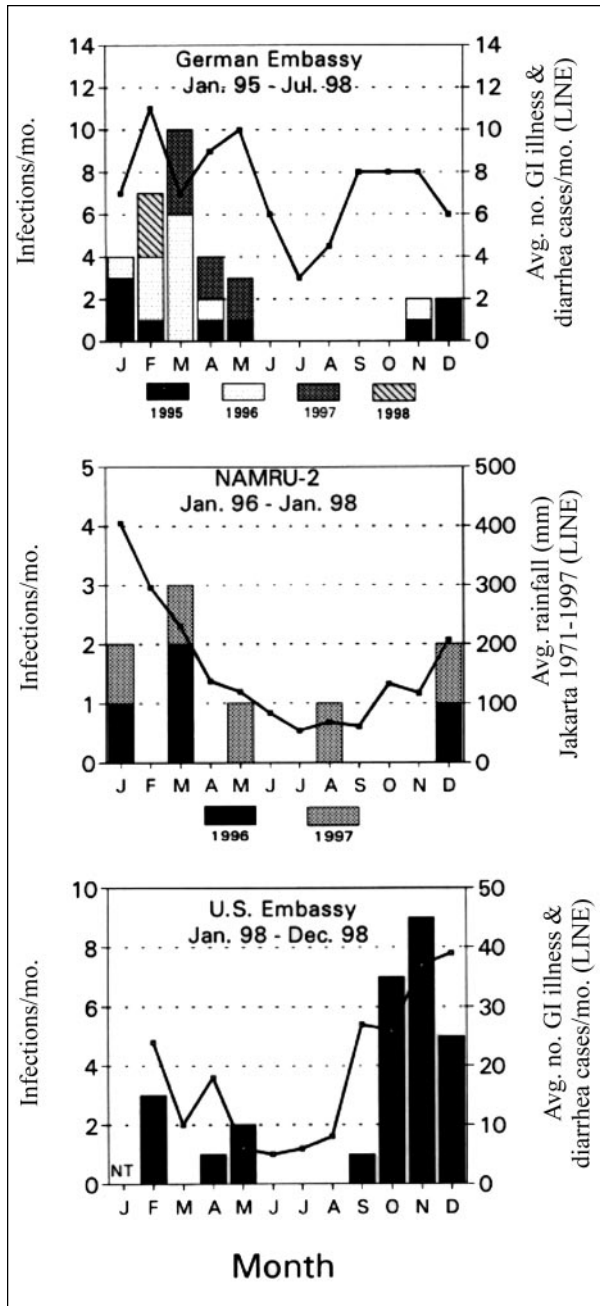 German Embassy
Jan. 95 - Jul. 98
Infections/mo.
14
12
10
8
6
4
2
0
14
12
10
8
6
4
2
0
Avg. no. GI illness &
diarrhea cases/mo. (LINE)
J F M A M J J A S O N D
1995 1996 1997 1998
NAMRU-2
Jan. 96 - Jan. 98
Infections/mo.
5
4
3
2
1
0
500
400
300
200
100
0
Avg. rainfall (mm)
Jakarta 1971-1997 (LINE)
J F M A M J J A S O N D
1996 1997
U.S. Embassy
Jan. 98 - Dec. 98
Infections/mo.
10
8
6
4
2
0
50
40
30
20
10
0
Avg. no. GI illness &
diarrhea cases/mo. (LINE)
NT
J F M A M J J A S O N D
Month